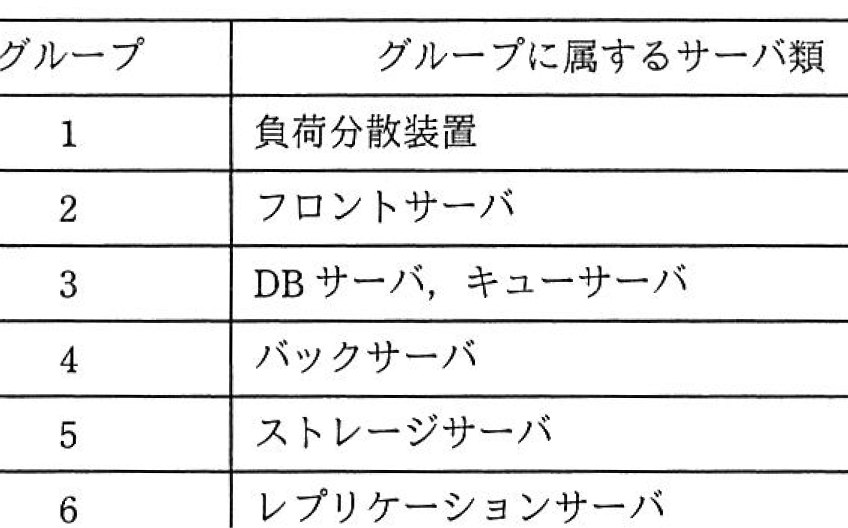 グループ グループに属するサーバ類
1 負荷分散装置
2 フロントサーバ
3 DB サーバ，キューサーバ
4 バックサーバ
5 ストレージサーバ
6 レプリケーションサーバ